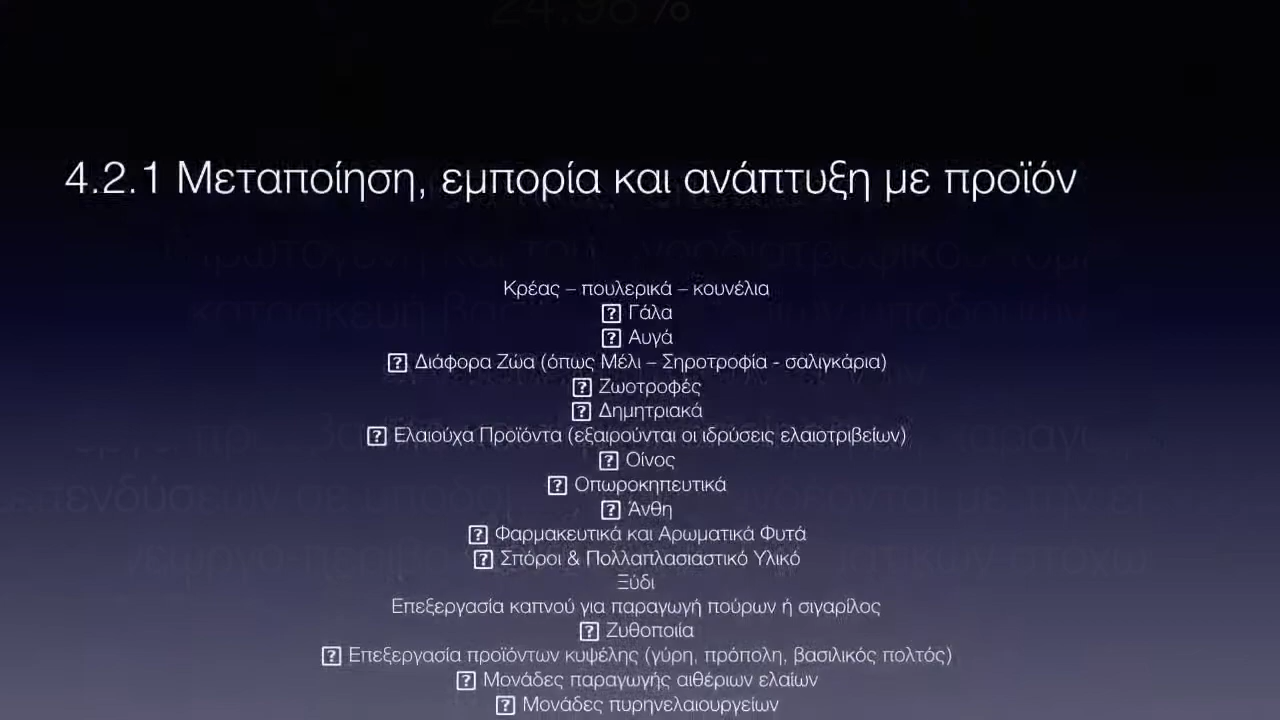 24.98%
4.2.1 Μεταποίηση, εμπορία και ανάπτυξη με προϊόν
Κρέας – πουλερικά – κουνέλια
⍰ Γάλα
⍰ Αυγά
⍰ Διάφορα Ζώα (όπως Μέλι – Σηροτροφία - σαλιγκάρια)
⍰ Ζωοτροφές
⍰ Δημητριακά
⍰ Ελαιούχα Προϊόντα (εξαιρούνται οι ιδρύσεις ελαιοτριβείων)
⍰ Οίνος
⍰ Οπωροκηπευτικά
⍰ Άνθη
⍰ Φαρμακευτικά και Αρωματικά Φυτά
⍰ Σπόροι & Πολλαπλασιαστικό Υλικό
Ξύδι
Επεξεργασία καπνού για παραγωγή πούρων ή σιγαρίλος
⍰ Ζυθοποιία
⍰ Επεξεργασία προϊόντων κυψέλης (γύρη, πρόπολη, βασιλικός πολτός)
⍰ Μονάδες παραγωγής αιθέριων ελαίων
⍰ Μονάδες πυρηνελαιουργείων